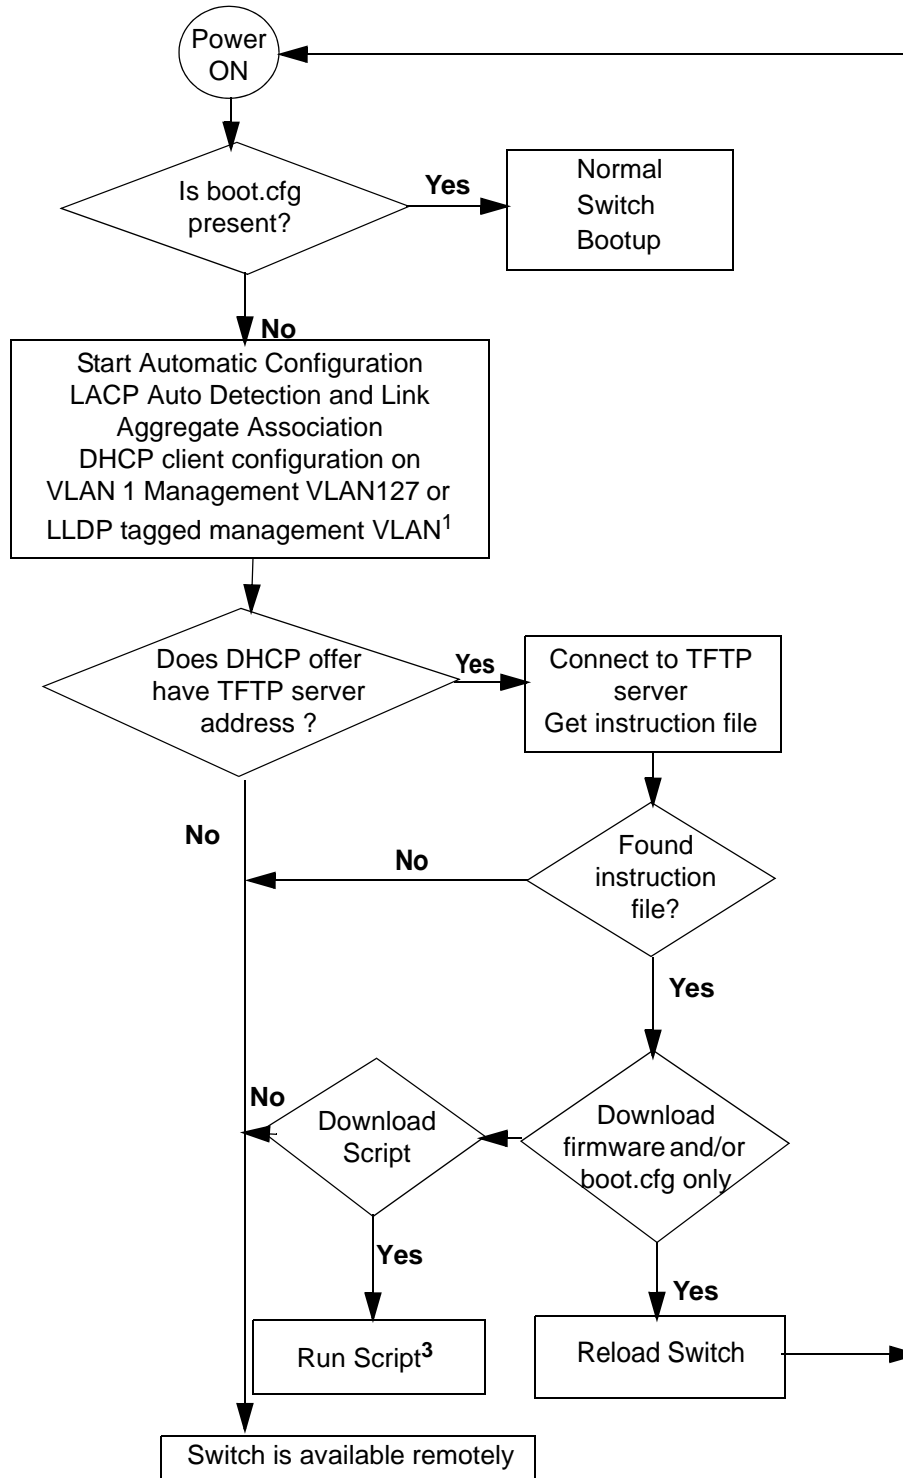 Power
ON
Is boot.cfg
present?
Yes
Normal
Switch
Bootup
No
Start Automatic Configuration
LACP Auto Detection and Link
Aggregate Association
DHCP client configuration on
VLAN 1 Management VLAN127 or
LLDP tagged management VLAN1
Does DHCP offer
have TFTP server
address ?
Yes
Connect to TFTP
server
Get instruction file
No
No
Found
instruction
file?
Yes
No
Download
Script
Download
firmware and/or
boot.cfg only
Yes
Yes
Run Script3
Reload Switch
Switch is available remotely